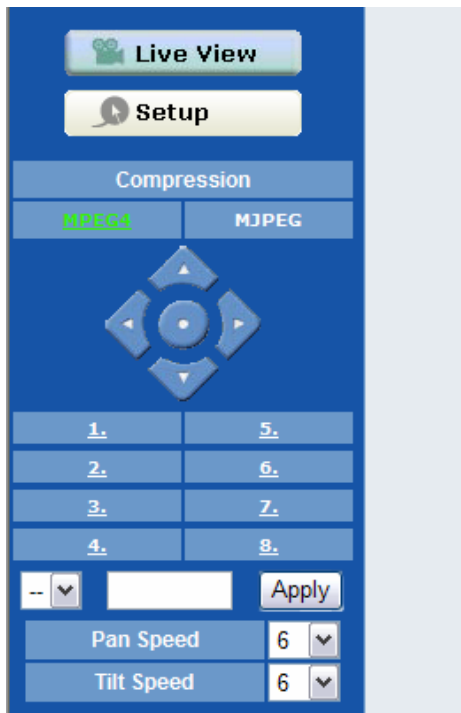 Live View
Setup
Compression
MPEG4 MJPEG
1. 5.
2. 6.
3. 7.
4. 8.
-- Apply
Pan Speed 6
Tilt Speed 6